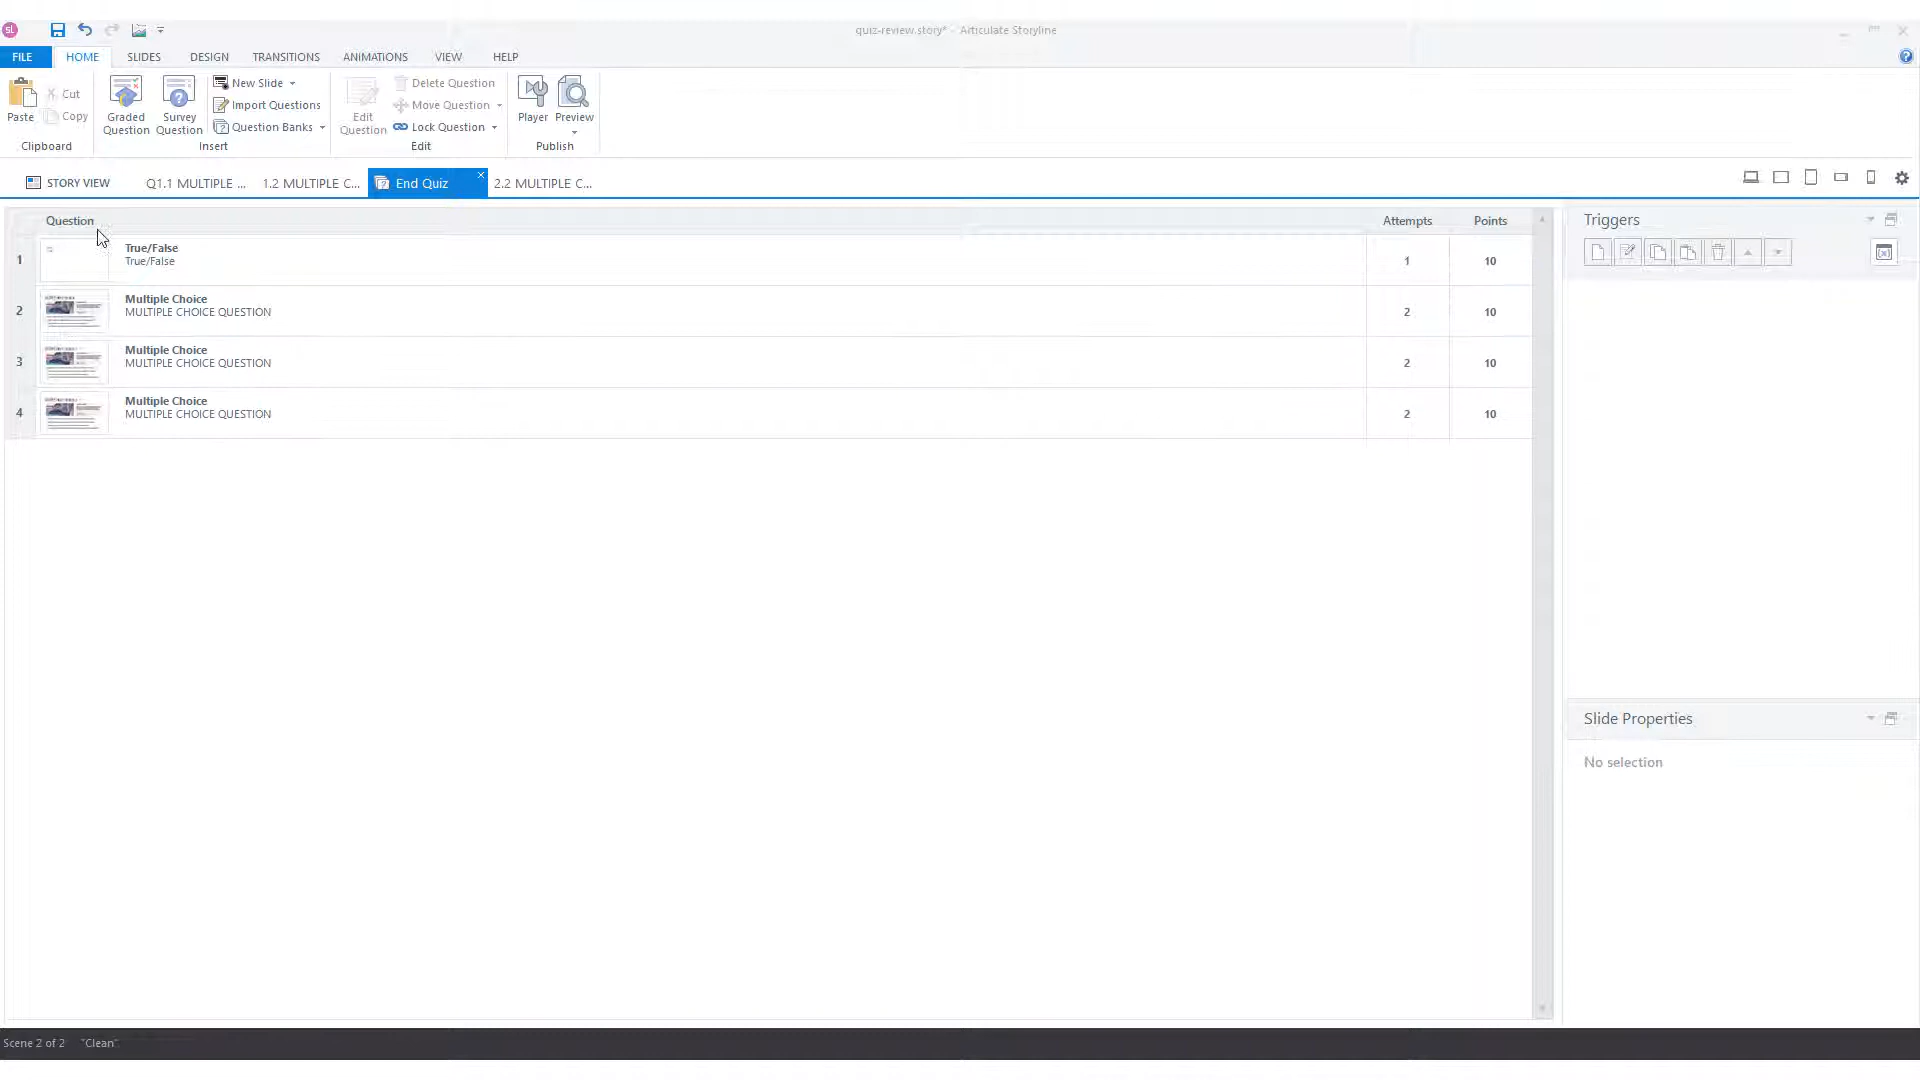 quiz-review.story* - Articulate Storyline
FILE HOME SLIDES DESIGN TRANSITIONS ANIMATIONS VIEW HELP
Paste
Cut
Copy
Clipboard
Graded Question
Survey Question
New Slide
Import Questions
Question Banks
Insert
Edit Question
Delete Question
Move Question
Lock Question
Edit
Player
Preview
Publish
STORY VIEW Q1.1 MULTIPLE ... 1.2 MULTIPLE C... End Quiz 2.2 MULTIPLE C...
Question Attempts Points
1 True/False 1 10
True/False
2 Multiple Choice 2 10
MULTIPLE CHOICE QUESTION
3 Multiple Choice 2 10
MULTIPLE CHOICE QUESTION
4 Multiple Choice 2 10
MULTIPLE CHOICE QUESTION
Triggers
Slide Properties
No selection
Scene 2 of 2 "Clean"